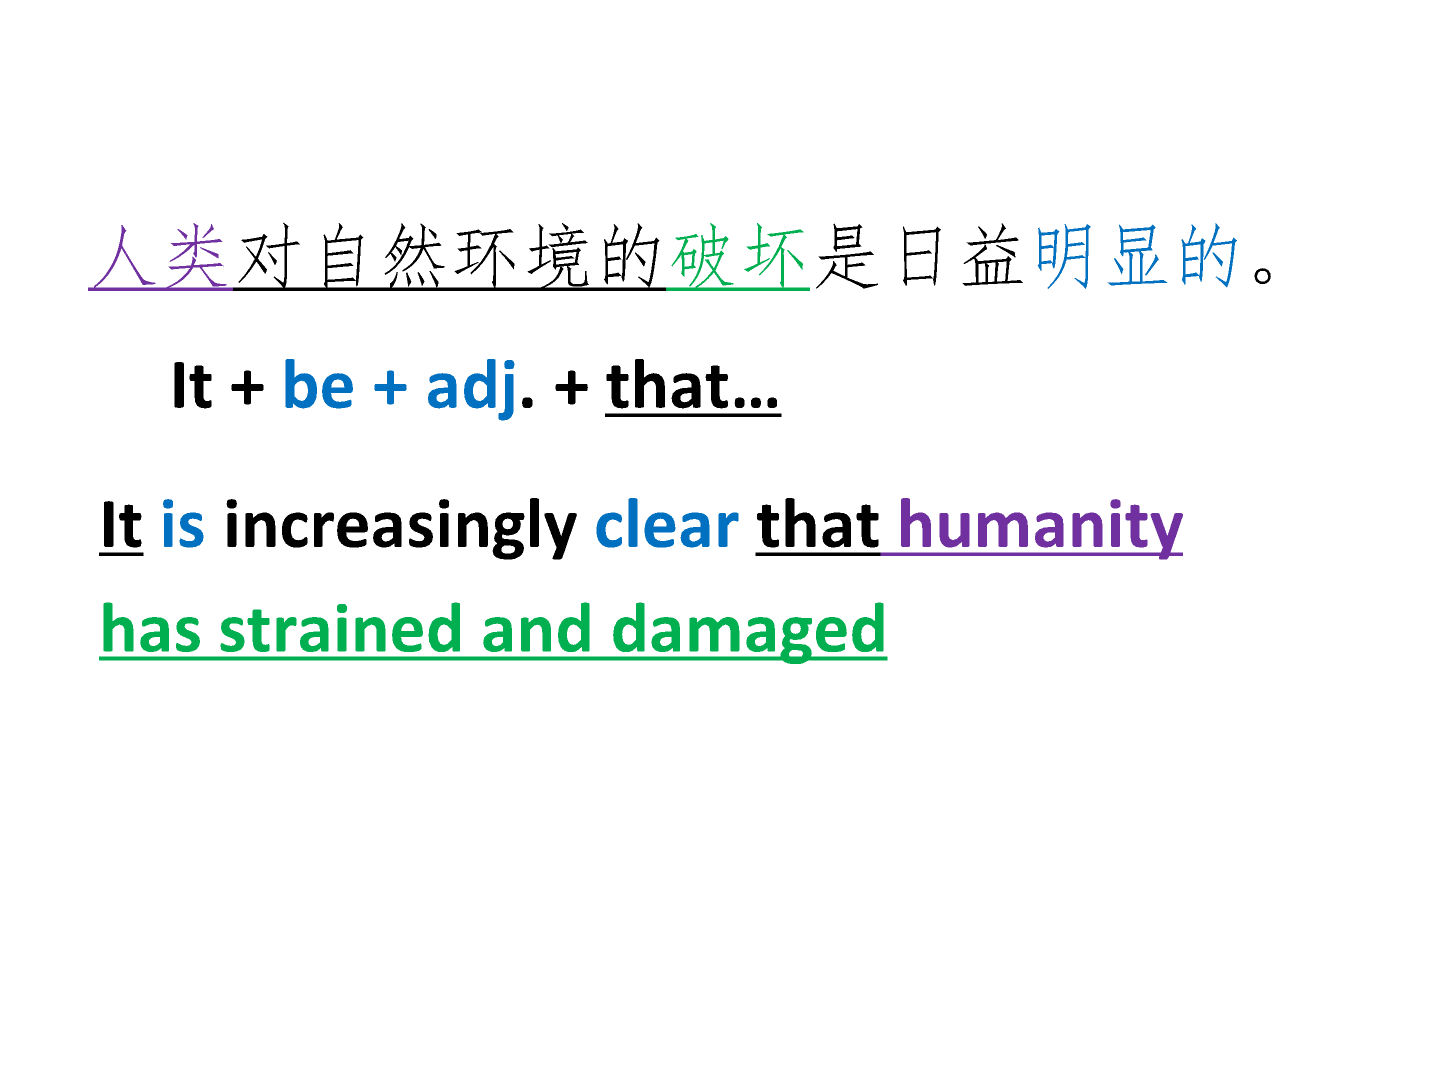 人类对自然环境的破坏是日益明显的。
It + be + adj. + that…
It is increasingly clear that humanity
has strained and damaged